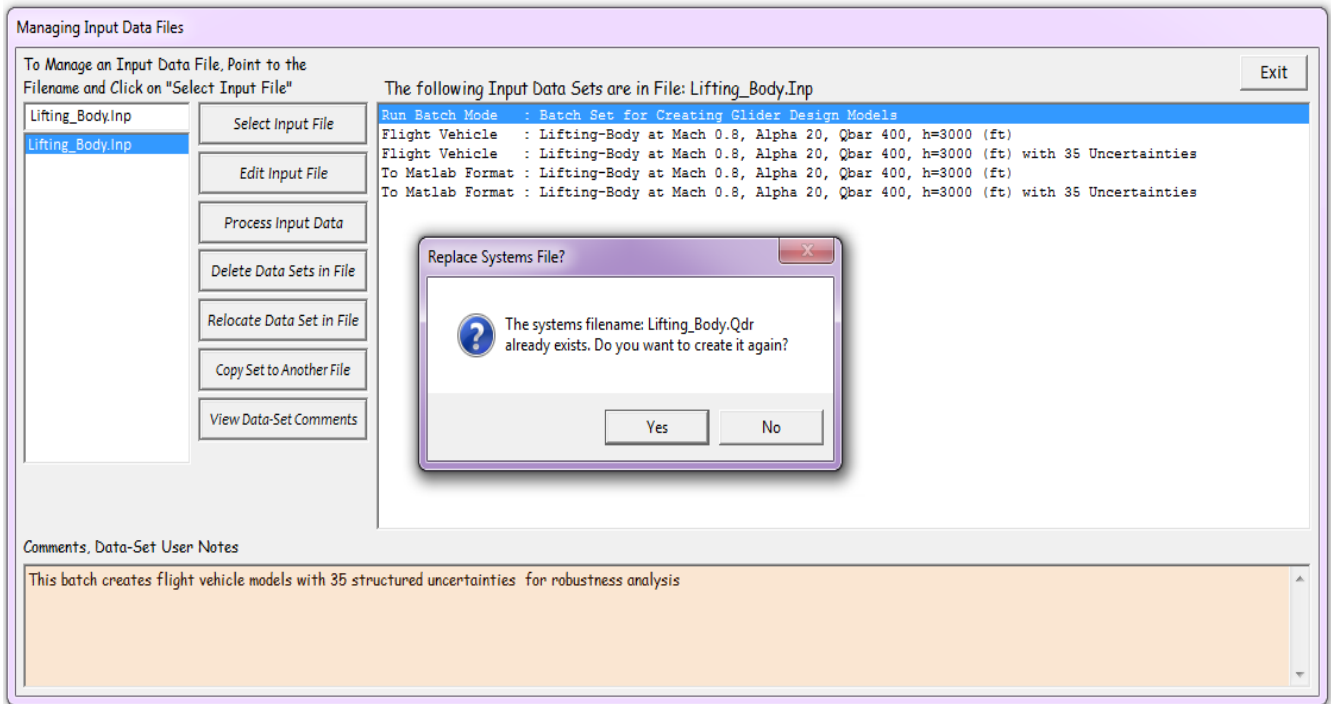 Managing Input Data Files
To Manage an Input Data File, Point to the
Filename and Click on "Select Input File"
Lifting_Body.Inp
Lifting_Body.Inp
Select Input File
Edit Input File
Process Input Data
Delete Data Sets in File
Relocate Data Set in File
Copy Set to Another File
View Data-Set Comments
The following Input Data Sets are in File: Lifting_Body.Inp
Exit
Run Batch Mode : Batch Set for Creating Glider Design Models
Flight Vehicle : Lifting-Body at Mach 0.8, Alpha 20, Qbar 400, h=3000 (ft)
Flight Vehicle : Lifting-Body at Mach 0.8, Alpha 20, Qbar 400, h=3000 (ft) with 35 Uncertainties
To Matlab Format : Lifting-Body at Mach 0.8, Alpha 20, Qbar 400, h=3000 (ft)
To Matlab Format : Lifting-Body at Mach 0.8, Alpha 20, Qbar 400, h=3000 (ft) with 35 Uncertainties
Replace Systems File?
The systems filename: Lifting_Body.Qdr
already exists. Do you want to create it again?
Yes
No
Comments, Data-Set User Notes
This batch creates flight vehicle models with 35 structured uncertainties for robustness analysis